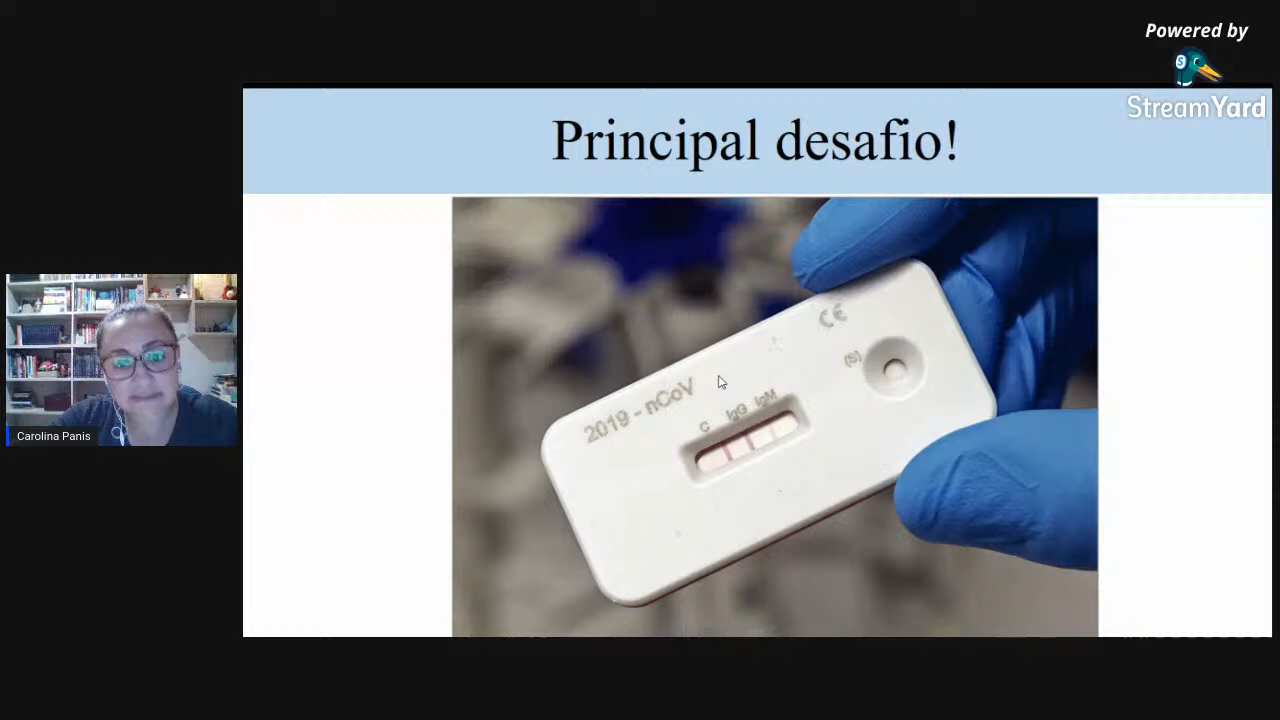 Powered by
StreamYard
Principal desafio!
CE
(S)
2019 - nCoV
C IgG IgM
Carolina Panis